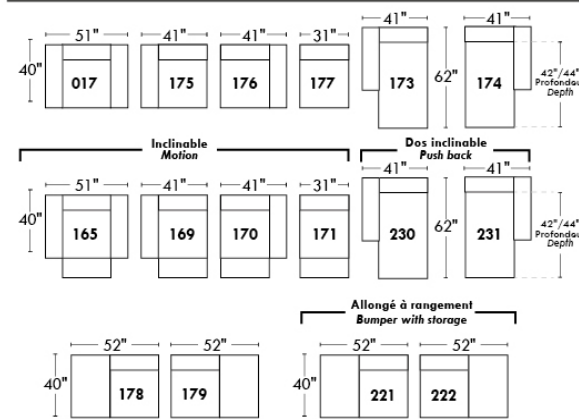 51" 41" 41" 31" 41" 41"
40" 017 175 176 177 173 62" 174 42"/44"
Profondeur
Depth
Inclinable
Motion
Dos inclinable
Push back
51" 41" 41" 31" 41" 41"
40" 165 169 170 171 230 62" 231 42"/44"
Profondeur
Depth
Allongé à rangement
Bumper with storage
52" 52" 52" 52"
40" 178 179 40" 221 222